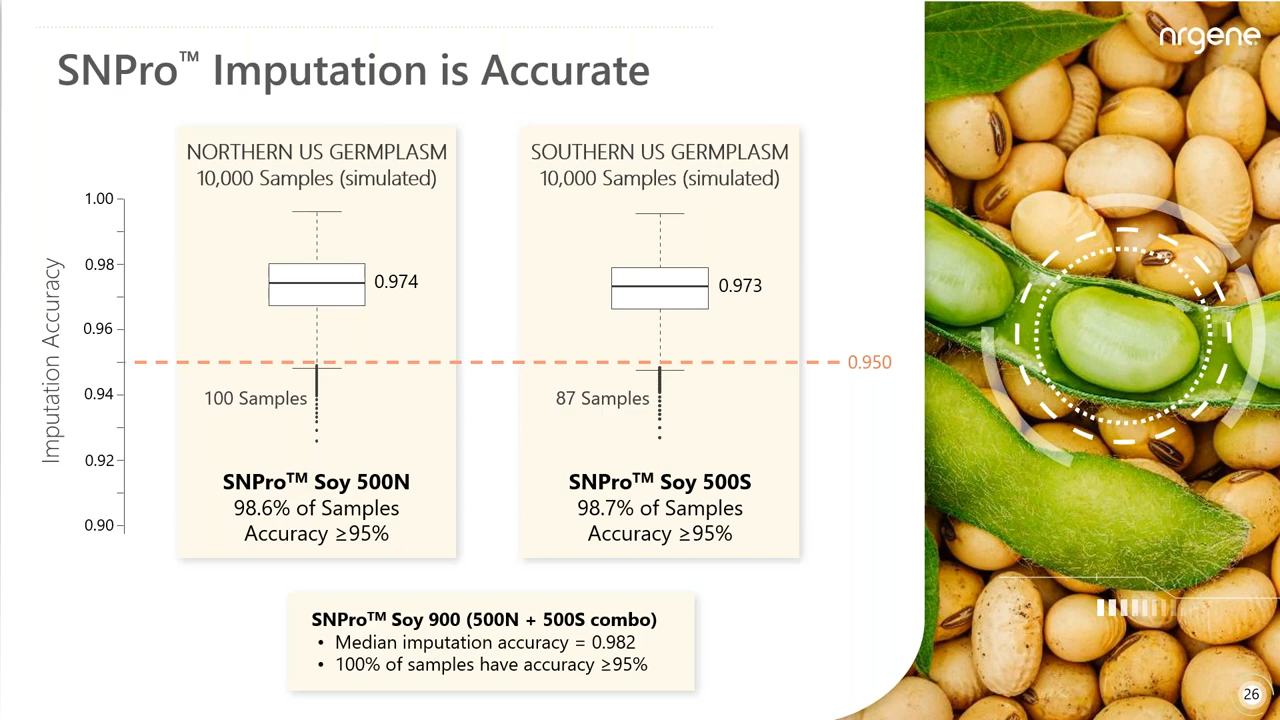 nrgene
SNPro™ Imputation is Accurate
NORTHERN US GERMPLASM
10,000 Samples (simulated)
SOUTHERN US GERMPLASM
10,000 Samples (simulated)
Imputation Accuracy
1.00
0.98
0.96
0.94
0.92
0.90
0.974
0.973
0.950
100 Samples
87 Samples
SNPro™ Soy 500N
98.6% of Samples
Accuracy ≥95%
SNPro™ Soy 500S
98.7% of Samples
Accuracy ≥95%
SNPro™ Soy 900 (500N + 500S combo)
• Median imputation accuracy = 0.982
• 100% of samples have accuracy ≥95%
26